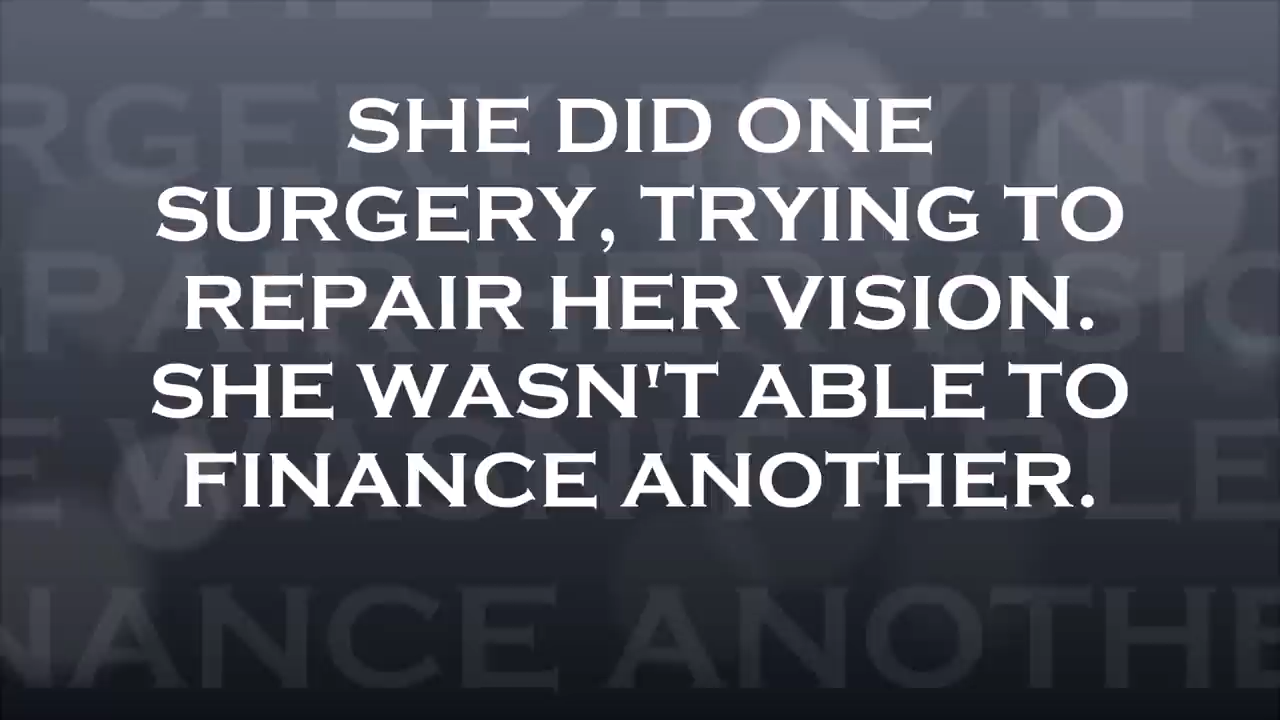 SHE DID ONE
SURGERY, TRYING TO
REPAIR HER VISION.
SHE WASN'T ABLE TO
FINANCE ANOTHER.